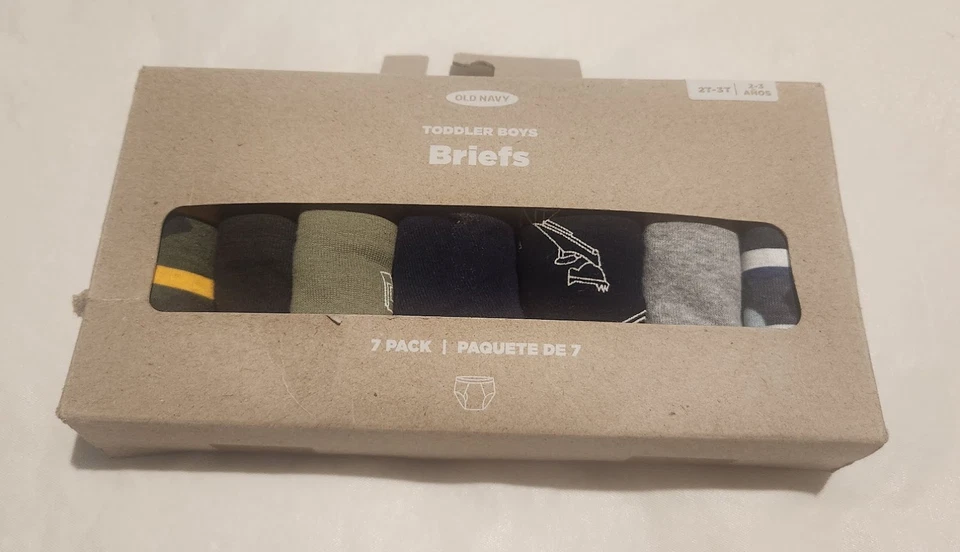 OLD NAVY
2T-3T | 2-3 AÑOS
TODDLER BOYS
Briefs
7 PACK | PAQUETE DE 7